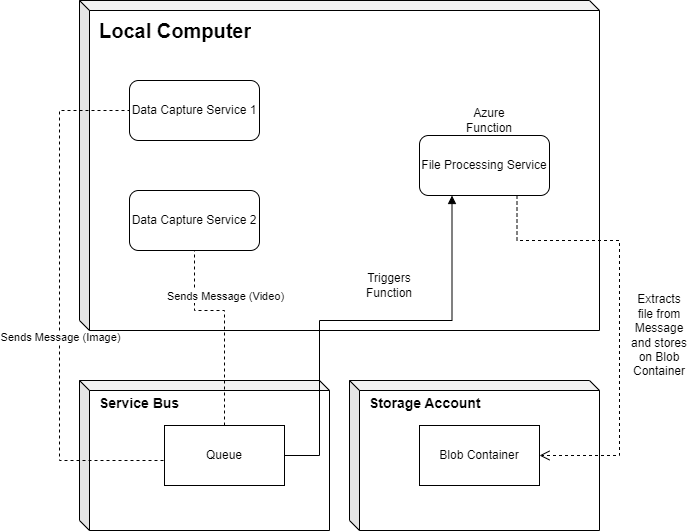 Local Computer
Data Capture Service 1
Azure
Function
File Processing Service
Data Capture Service 2
Triggers
Function
Sends Message (Video)
Extracts
file from
Message
and stores
on Blob
Container
Sends Message (Image)
Service Bus
Queue
Storage Account
Blob Container